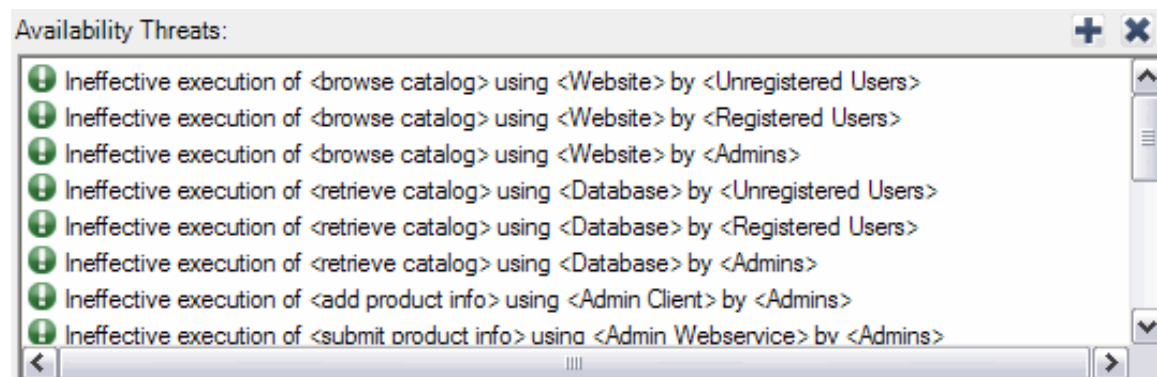 Availability Threats:
Ineffective execution of <browse catalog> using <Website> by <Unregistered Users>
Ineffective execution of <browse catalog> using <Website> by <Registered Users>
Ineffective execution of <browse catalog> using <Website> by <Admins>
Ineffective execution of <retrieve catalog> using <Database> by <Unregistered Users>
Ineffective execution of <retrieve catalog> using <Database> by <Registered Users>
Ineffective execution of <retrieve catalog> using <Database> by <Admins>
Ineffective execution of <add product info> using <Admin Client> by <Admins>
Ineffective execution of <submit product info> using <Admin Webservice> by <Admins>